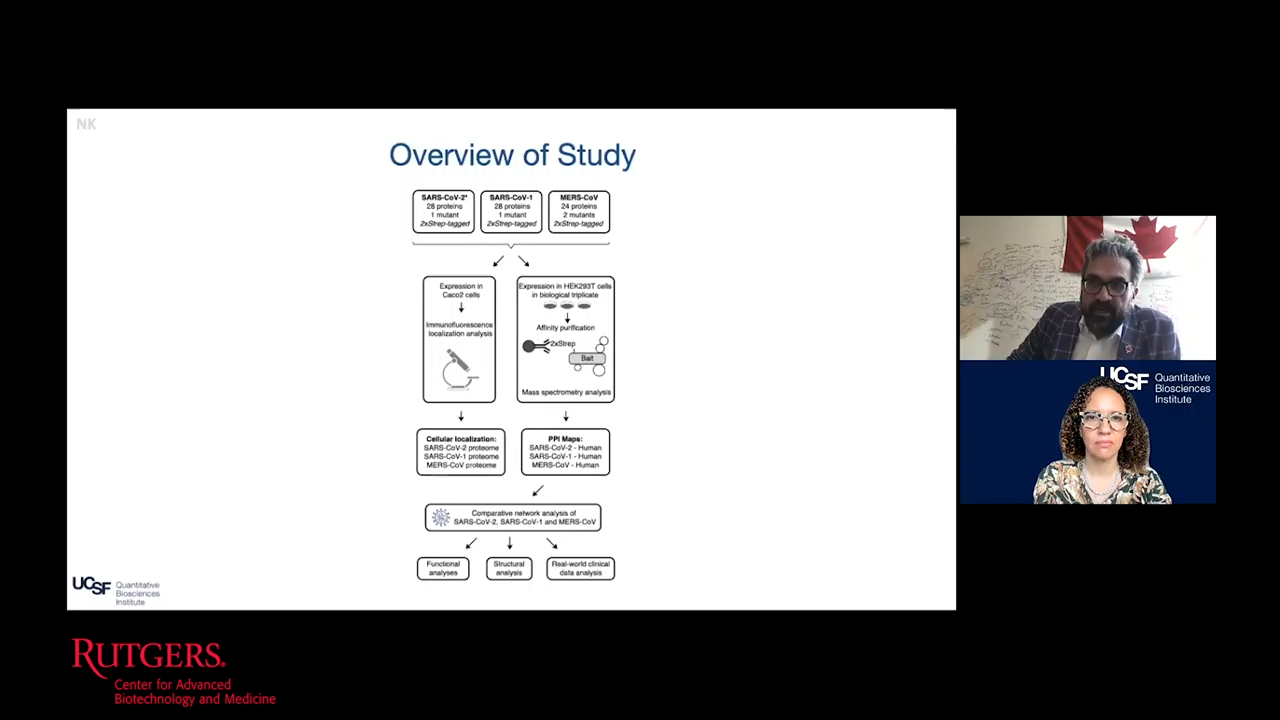 NK
Overview of Study
SARS-CoV-2*
28 proteins
1 mutant
2xStrep-tagged
SARS-CoV-1
28 proteins
1 mutant
2xStrep-tagged
MERS-CoV
24 proteins
2 mutants
2xStrep-tagged
Expression in
Caco2 cells
Immunofluorescence
localization analysis
Expression in HEK293T cells
in biological triplicate
Affinity purification
2xStrep
Bait
Mass spectrometry analysis
Cellular localization:
SARS-CoV-2 proteome
SARS-CoV-1 proteome
MERS-CoV proteome
PPI Maps:
SARS-CoV-2 - Human
SARS-CoV-1 - Human
MERS-CoV - Human
Comparative network analysis of
SARS-CoV-2, SARS-CoV-1 and MERS-CoV
Functional
analyses
Structural
analysis
Real-world clinical
data analysis
UCSF
Quantitative
Biosciences
Institute
UCSF
Quantitative
Biosciences
Institute
RUTGERS
Center for Advanced
Biotechnology and Medicine